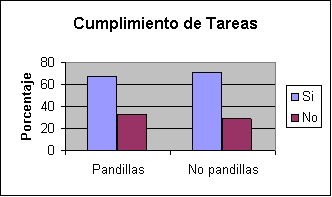 Cumplimiento de Tareas
Porcentaje
80
60
40
20
0
Pandillas No pandillas
Si
No